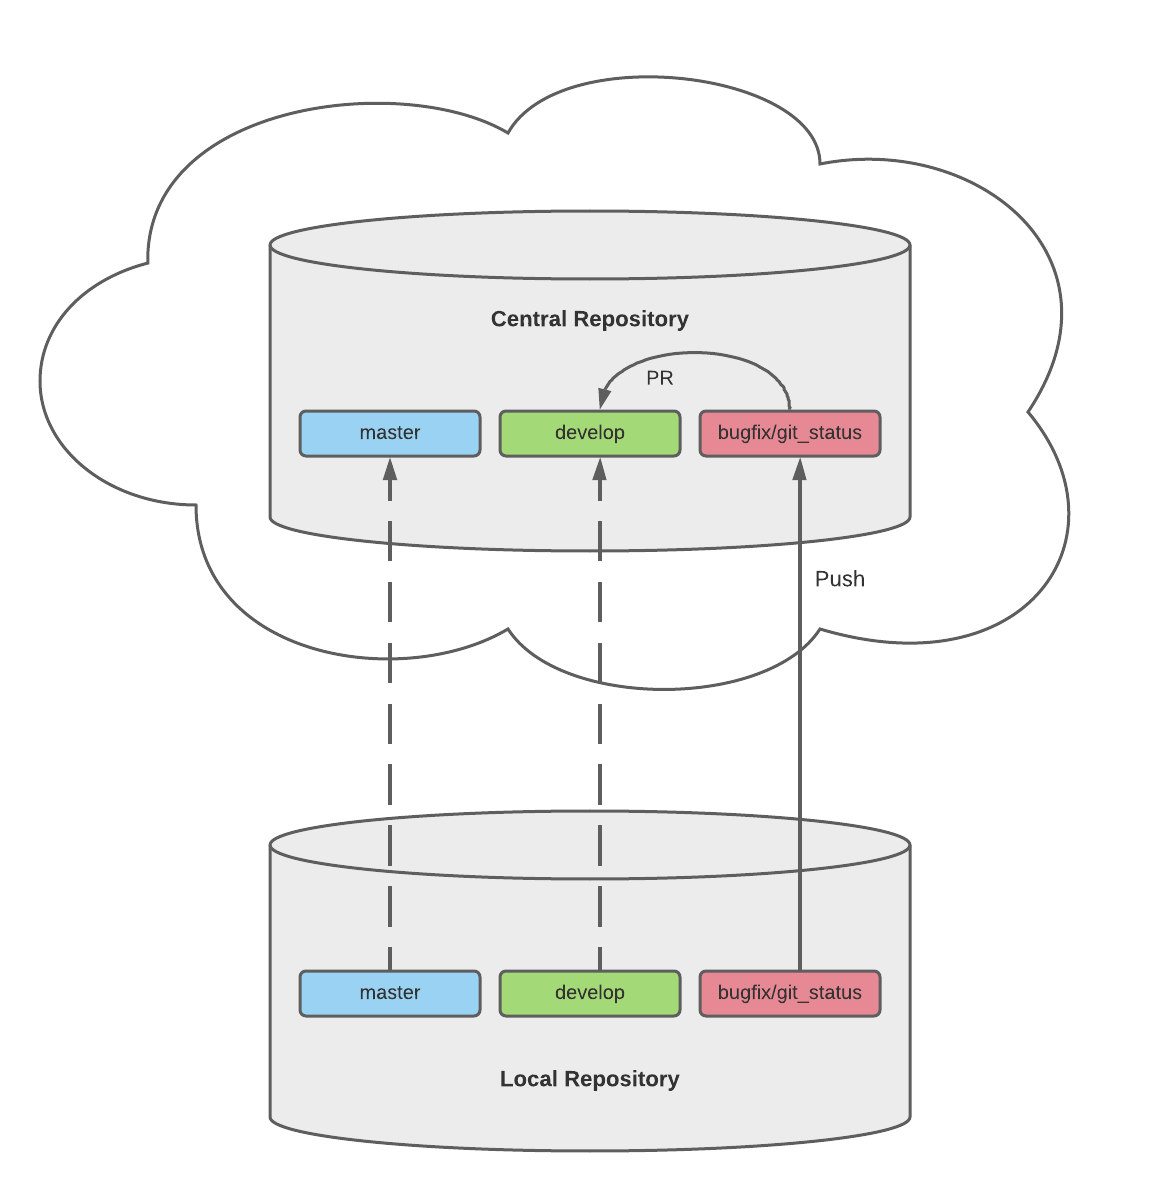 Central Repository
PR
master
develop
bugfix/git_status
Push
master
develop
bugfix/git_status
Local Repository